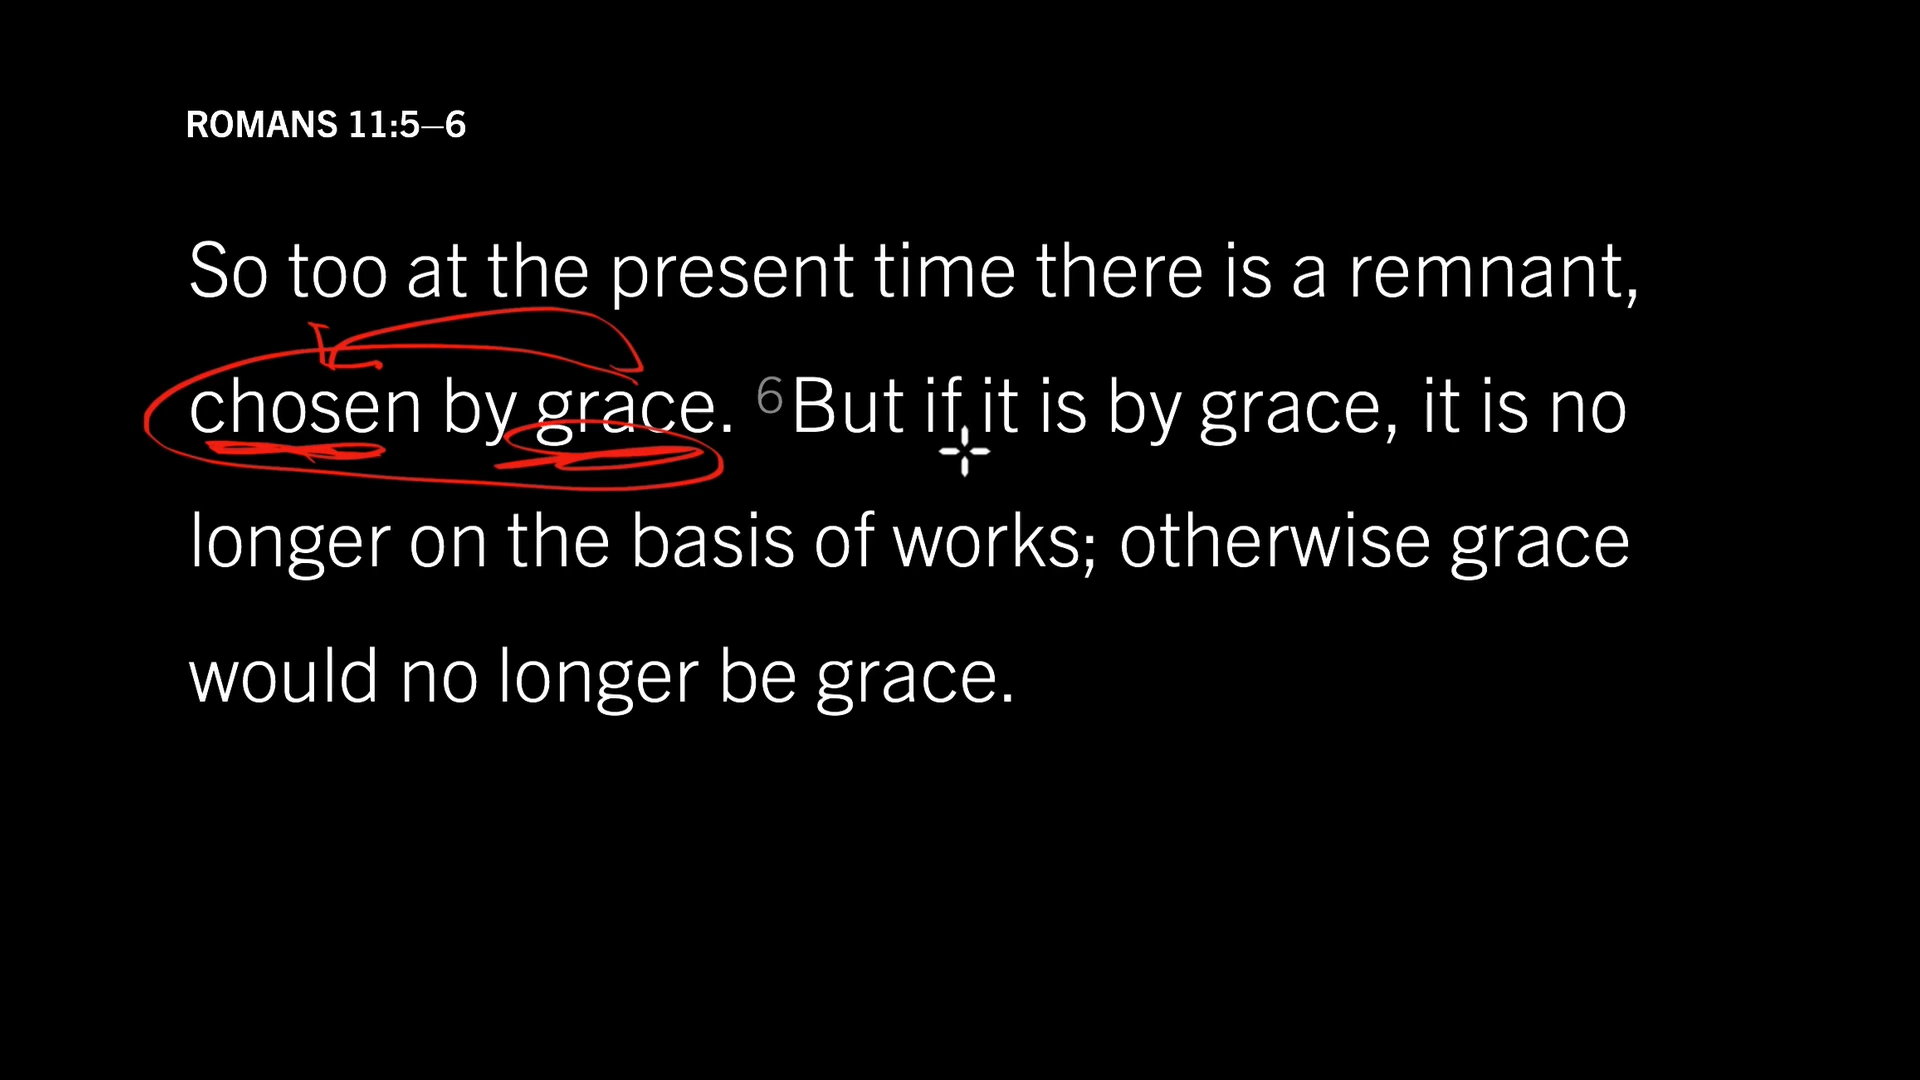 ROMANS 11:5–6
So too at the present time there is a remnant,
chosen by grace. 6 But if it is by grace, it is no
longer on the basis of works; otherwise grace
would no longer be grace.